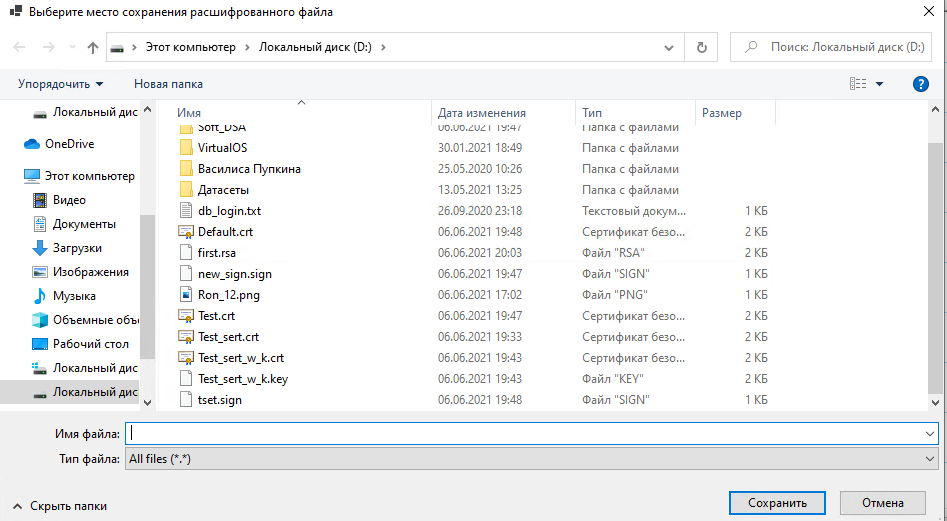 Выберите место сохранения расшифрованного файла
Этот компьютер Локальный диск (D:)
Поиск: Локальный диск (D:)
Упорядочить Новая папка ?
Имя Дата изменения Тип Размер
Локальный дис
OneDrive
Этот компьютер
Видео
Документы
Загрузки
Изображения
Музыка
Объемные объе
Рабочий стол
Локальный дис
Локальный дис
Soft_DSA 06.06.2021 19:47 Папка с файлами
VirtualOS 30.01.2021 18:49 Папка с файлами
Василиса Пупкина 25.05.2020 10:26 Папка с файлами
Датасеты 13.05.2021 13:25 Папка с файлами
db_login.txt 26.09.2020 23:18 Текстовый докум... 1 КБ
Default.crt 06.06.2021 19:48 Сертификат безо... 2 КБ
first.rsa 06.06.2021 20:03 Файл "RSA" 2 КБ
new_sign.sign 06.06.2021 19:47 Файл "SIGN" 1 КБ
Ron_12.png 06.06.2021 17:02 Файл "PNG" 1 КБ
Test.crt 06.06.2021 19:47 Сертификат безо... 2 КБ
Test_sert.crt 06.06.2021 19:33 Сертификат безо... 2 КБ
Test_sert_w_k.crt 06.06.2021 19:43 Сертификат безо... 2 КБ
Test_sert_w_k.key 06.06.2021 19:43 Файл "KEY" 2 КБ
tset.sign 06.06.2021 19:48 Файл "SIGN" 1 КБ
Имя файла:
Тип файла: All files (*.*)
Скрыть папки Сохранить Отмена